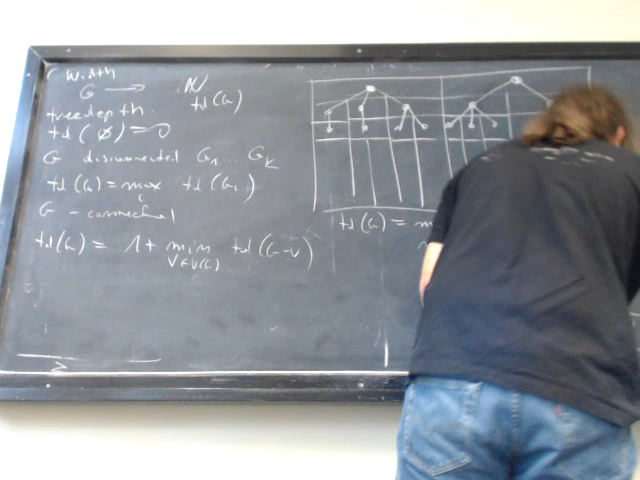 Width
G → N
td(G)
treedepth
td(∅)=0
G disconnected G₁ ... Gₖ
td(G) = max td(Gᵢ)
i
G - connected
td(G) = 1 + min td(G-v)
v∈V(G)
td(G) = m